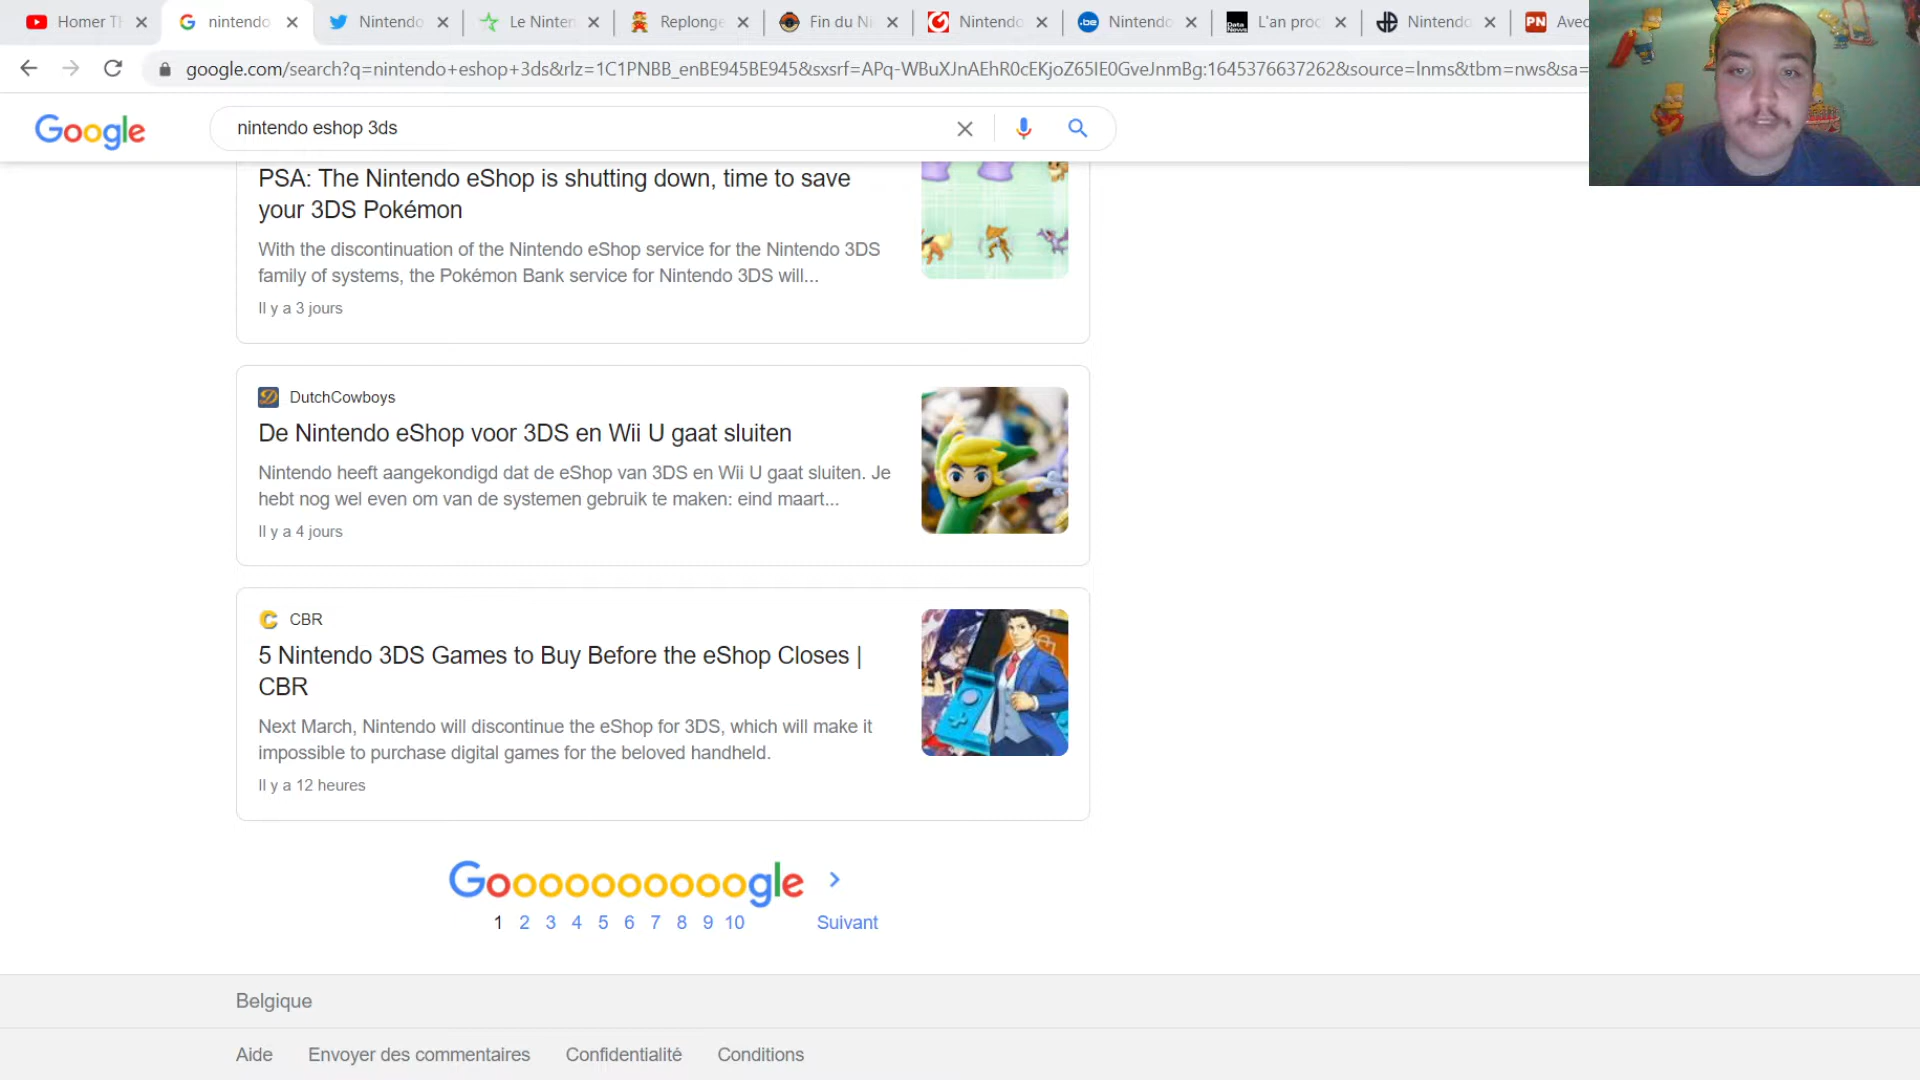 Homer Th
nintendo
Nintendo
Le Ninten
Replonge
Fin du Ni
Nintendo
.be Nintendo
Data News L'an proc
Nintendo
PN Avec
google.com/search?q=nintendo+eshop+3ds&rlz=1C1PNBB_enBE945BE945&sxsrf=APq-WBuXJnAEhR0cEKjoZ65IE0GveJnmBg:1645376637262&source=lnms&tbm=nws&sa=
Google
nintendo eshop 3ds
PSA: The Nintendo eShop is shutting down, time to save
your 3DS Pokémon
With the discontinuation of the Nintendo eShop service for the Nintendo 3DS
family of systems, the Pokémon Bank service for Nintendo 3DS will...
Il y a 3 jours
DutchCowboys
De Nintendo eShop voor 3DS en Wii U gaat sluiten
Nintendo heeft aangekondigd dat de eShop van 3DS en Wii U gaat sluiten. Je
hebt nog wel even om van de systemen gebruik te maken: eind maart...
Il y a 4 jours
CBR
5 Nintendo 3DS Games to Buy Before the eShop Closes |
CBR
Next March, Nintendo will discontinue the eShop for 3DS, which will make it
impossible to purchase digital games for the beloved handheld.
Il y a 12 heures
Goooooooooogle >
1 2 3 4 5 6 7 8 9 10 Suivant
Belgique
Aide Envoyer des commentaires Confidentialité Conditions